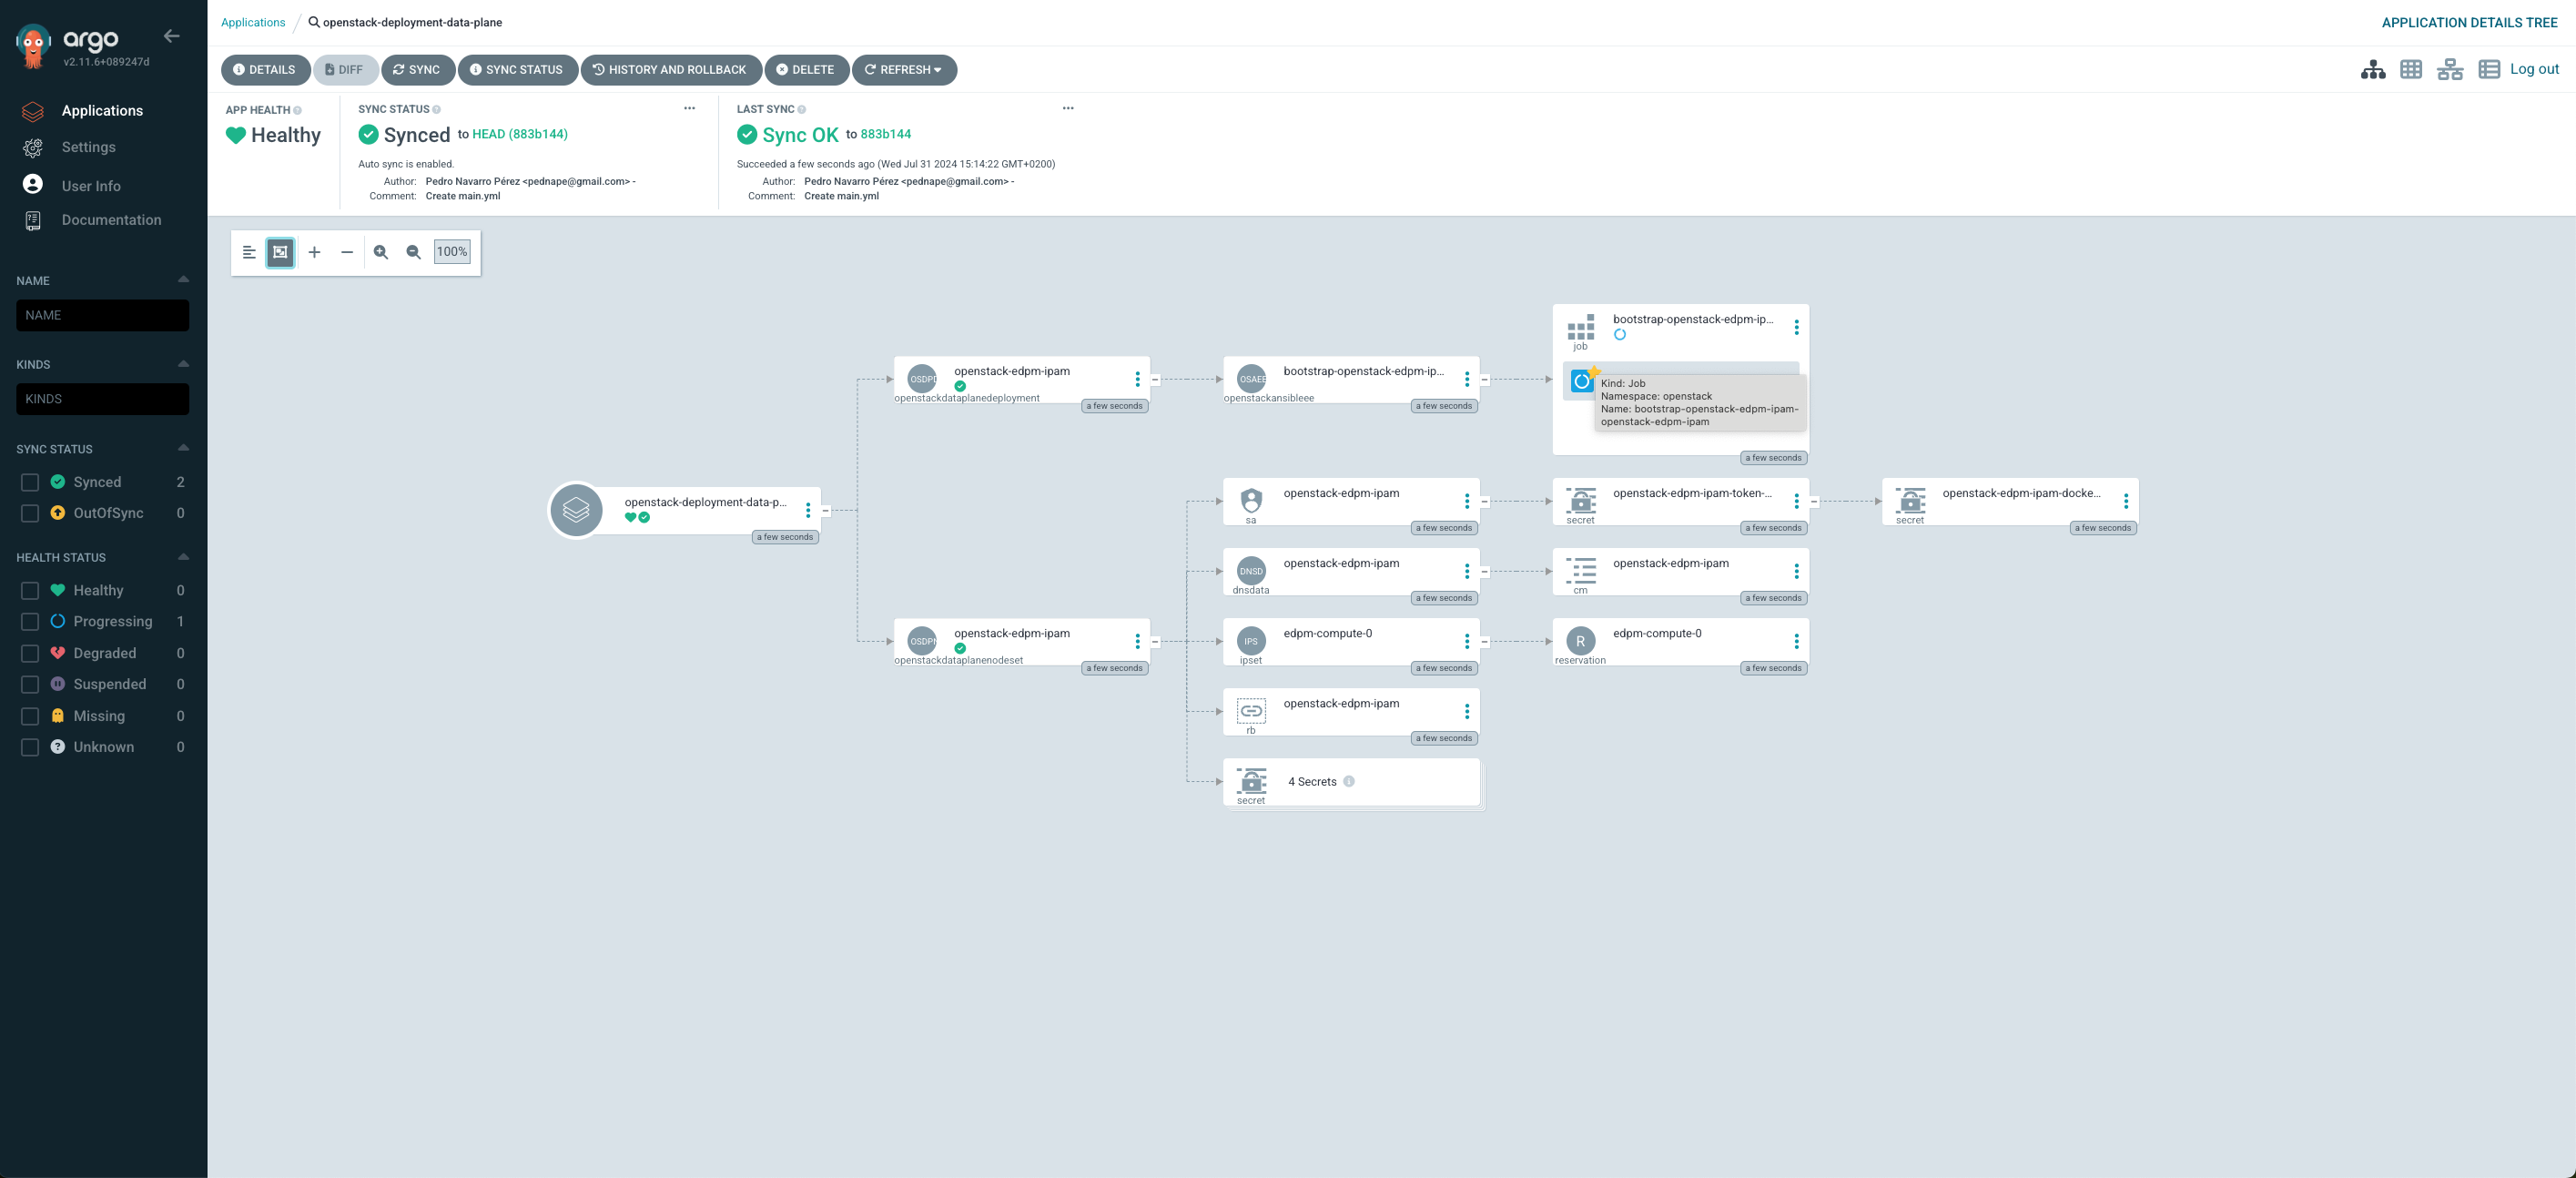 argo
v2.11.6+089247d
Applications
Settings
User Info
Documentation
NAME
NAME
KINDS
KINDS
SYNC STATUS
Synced 2
OutOfSync 0
HEALTH STATUS
Healthy 0
Progressing 1
Degraded 0
Suspended 0
Missing 0
Unknown 0
Applications / openstack-deployment-data-plane
APPLICATION DETAILS TREE
DETAILS DIFF SYNC SYNC STATUS HISTORY AND ROLLBACK DELETE REFRESH
Log out
APP HEALTH
Healthy
SYNC STATUS ...
Synced to HEAD (883b144)
Auto sync is enabled.
Author: Pedro Navarro Pérez <pednape@gmail.com> -
Comment: Create main.yml
LAST SYNC ...
Sync OK to 883b144
Succeeded a few seconds ago (Wed Jul 31 2024 15:14:22 GMT+0200)
Author: Pedro Navarro Pérez <pednape@gmail.com> -
Comment: Create main.yml
100%
openstack-deployment-data-p...
a few seconds
openstack-edpm-ipam
openstackdataplanedeployment
a few seconds
OSAEE
bootstrap-openstack-edpm-ip...
openstackansibleee
a few seconds
bootstrap-openstack-edpm-ip...
job
Kind: Job
Namespace: openstack
Name: bootstrap-openstack-edpm-ipam-
openstack-edpm-ipam
a few seconds
openstack-edpm-ipam
sa
a few seconds
openstack-edpm-ipam-token-...
secret
a few seconds
openstack-edpm-ipam-docke...
secret
a few seconds
DNSD
openstack-edpm-ipam
dnsdata
a few seconds
openstack-edpm-ipam
cm
a few seconds
openstack-edpm-ipam
openstackdataplanenodeset
a few seconds
IPS
edpm-compute-0
ipset
a few seconds
R
edpm-compute-0
reservation
a few seconds
openstack-edpm-ipam
rb
a few seconds
4 Secrets
secret